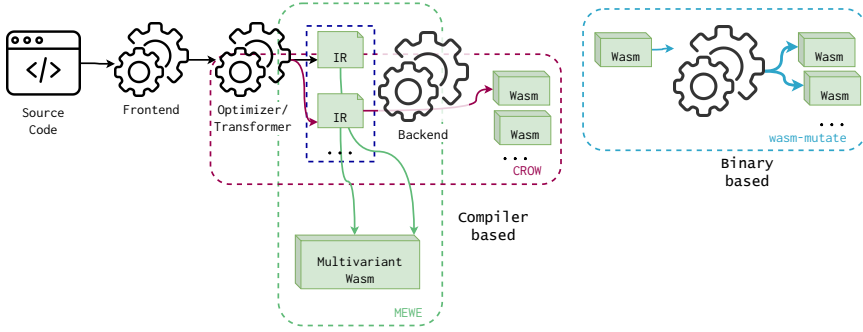 </>
Source
Code
Frontend
Optimizer/
Transformer
IR
IR
...
Backend
Wasm
Wasm
...
CROW
Multivariant
Wasm
MEWE
Compiler
based
Wasm
Wasm
Wasm
...
wasm-mutate
Binary
based